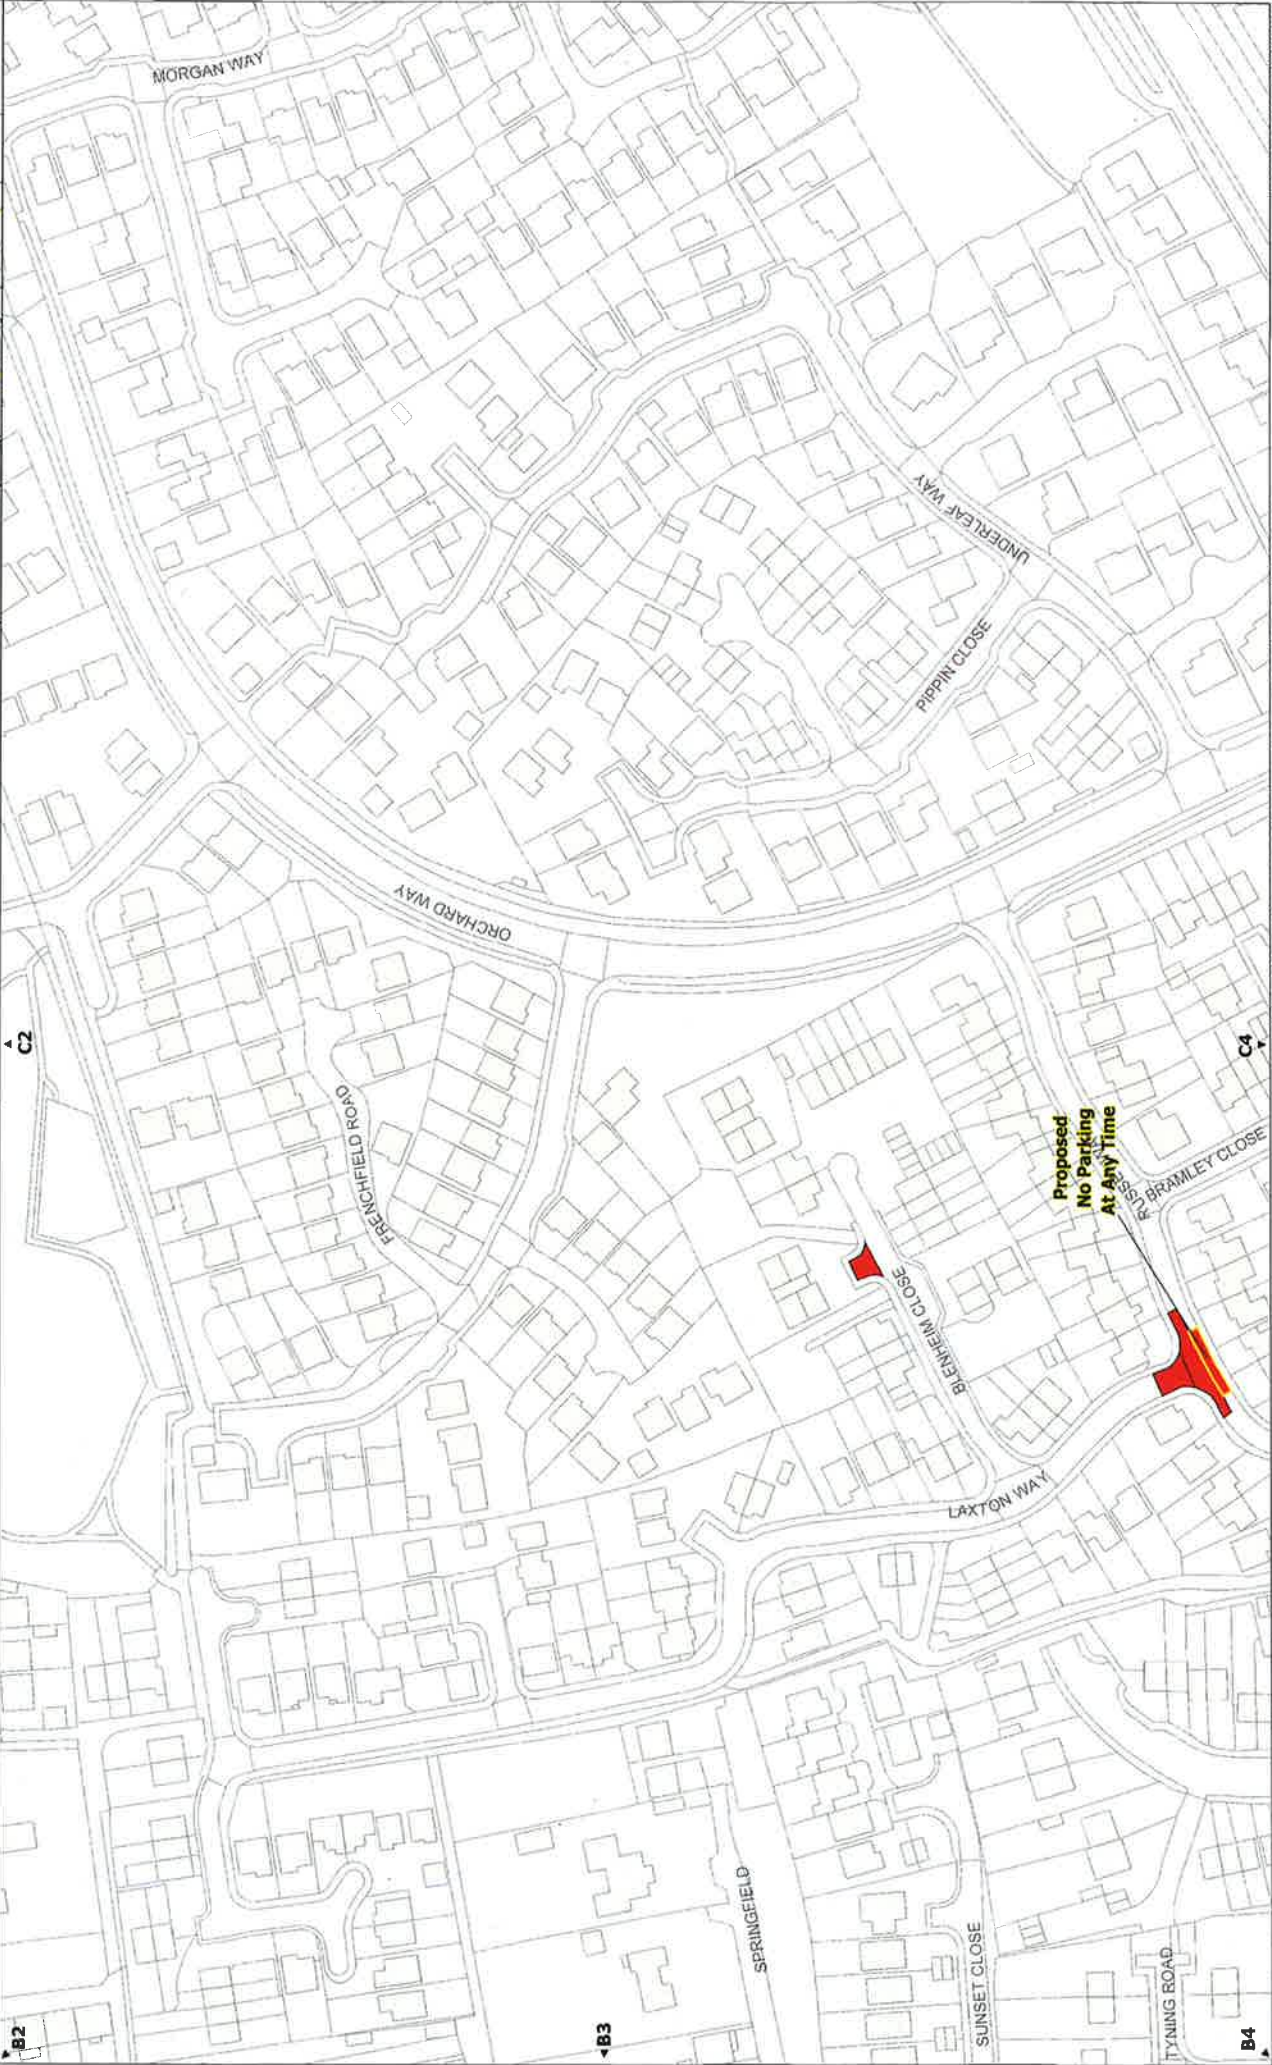 MORGAN WAY
UNDERLEAF WAY
PIPPIN CLOSE
ORCHARD WAY
C2
C4
FRENCHFIELD ROAD
Proposed
No Parking
At Any Time
BRAMLEY CLOSE
BLENHEIM CLOSE
LAXTON WAY
SPRINGFIELD
SUNSET CLOSE
TYNING ROAD
B2
B3
B4